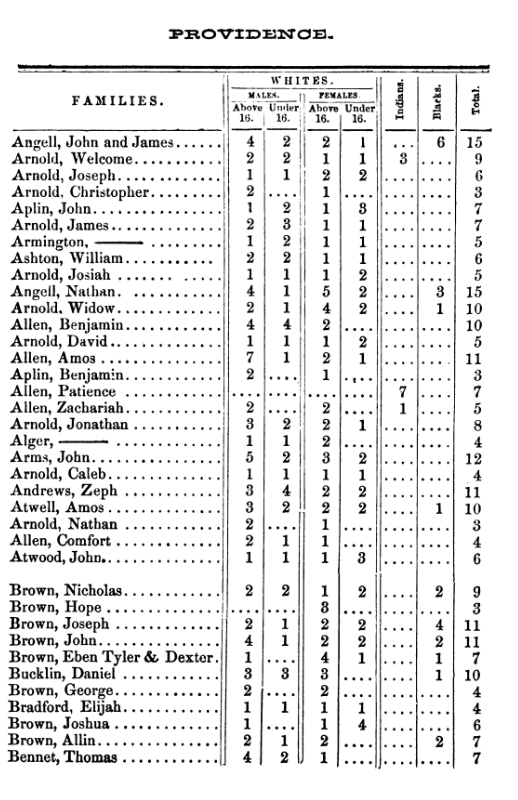 PROVIDENCE.
WHITES.
MALES. FEMALES.
FAMILIES. Above 16. Under 16. Above 16. Under 16. Indians. Blacks. Total.
Angell, John and James...... 4 2 2 1 ... 6 15
Arnold, Welcome........... 2 2 1 1 3 .... 9
Arnold, Joseph............. 1 1 2 2 .... .... 6
Arnold, Christopher......... 2 .... 1 .... .... .... 3
Aplin, John................ 1 2 1 3 .... .... 7
Arnold, James.............. 2 3 1 1 .... .... 7
Armington, —— ......... 1 2 1 1 .... .... 5
Ashton, William........... 2 2 1 1 .... .... 6
Arnold, Josiah ....... ..... 1 1 1 2 .... .... 5
Angell, Nathan. ........... 4 1 5 2 .... 3 15
Arnold, Widow............. 2 1 4 2 .... 1 10
Allen, Benjamin............ 4 4 2 .... .... .... 10
Arnold, David.............. 1 1 1 2 .... .... 5
Allen, Amos ............... 7 1 2 1 .... .... 11
Aplin, Benjamin............ 2 .... 1 .... .... .... 3
Allen, Patience ............ .... .... .... .... 7 .... 7
Allen, Zachariah............ 2 .... 2 .... 1 .... 5
Arnold, Jonathan ........... 3 2 2 1 .... .... 8
Alger, —— ............. 1 1 2 .... .... .... 4
Arms, John................ 5 2 3 2 .... .... 12
Arnold, Caleb.............. 1 1 1 1 .... .... 4
Andrews, Zeph ............ 3 4 2 2 .... .... 11
Atwell, Amos.............. 3 2 2 2 .... 1 10
Arnold, Nathan ............ 2 .... 1 .... .... .... 3
Allen, Comfort ............. 2 1 1 .... .... .... 4
Atwood, John.............. 1 1 1 3 .... .... 6
Brown, Nicholas............ 2 2 1 2 .... 2 9
Brown, Hope .............. .... .... 3 .... .... .... 3
Brown, Joseph ............. 2 1 2 2 .... 4 11
Brown, John............... 4 1 2 2 .... 2 11
Brown, Eben Tyler & Dexter. 1 .... 4 1 .... 1 7
Bucklin, Daniel ............ 3 3 3 .... .... 1 10
Brown, George............. 2 .... 2 .... .... .... 4
Bradford, Elijah............ 1 1 1 1 .... .... 4
Brown, Joshua ............. 1 .... 1 4 .... .... 6
Brown, Allin............... 2 1 2 .... .... 2 7
Bennet, Thomas ............ 4 2 1 .... .... .... 7